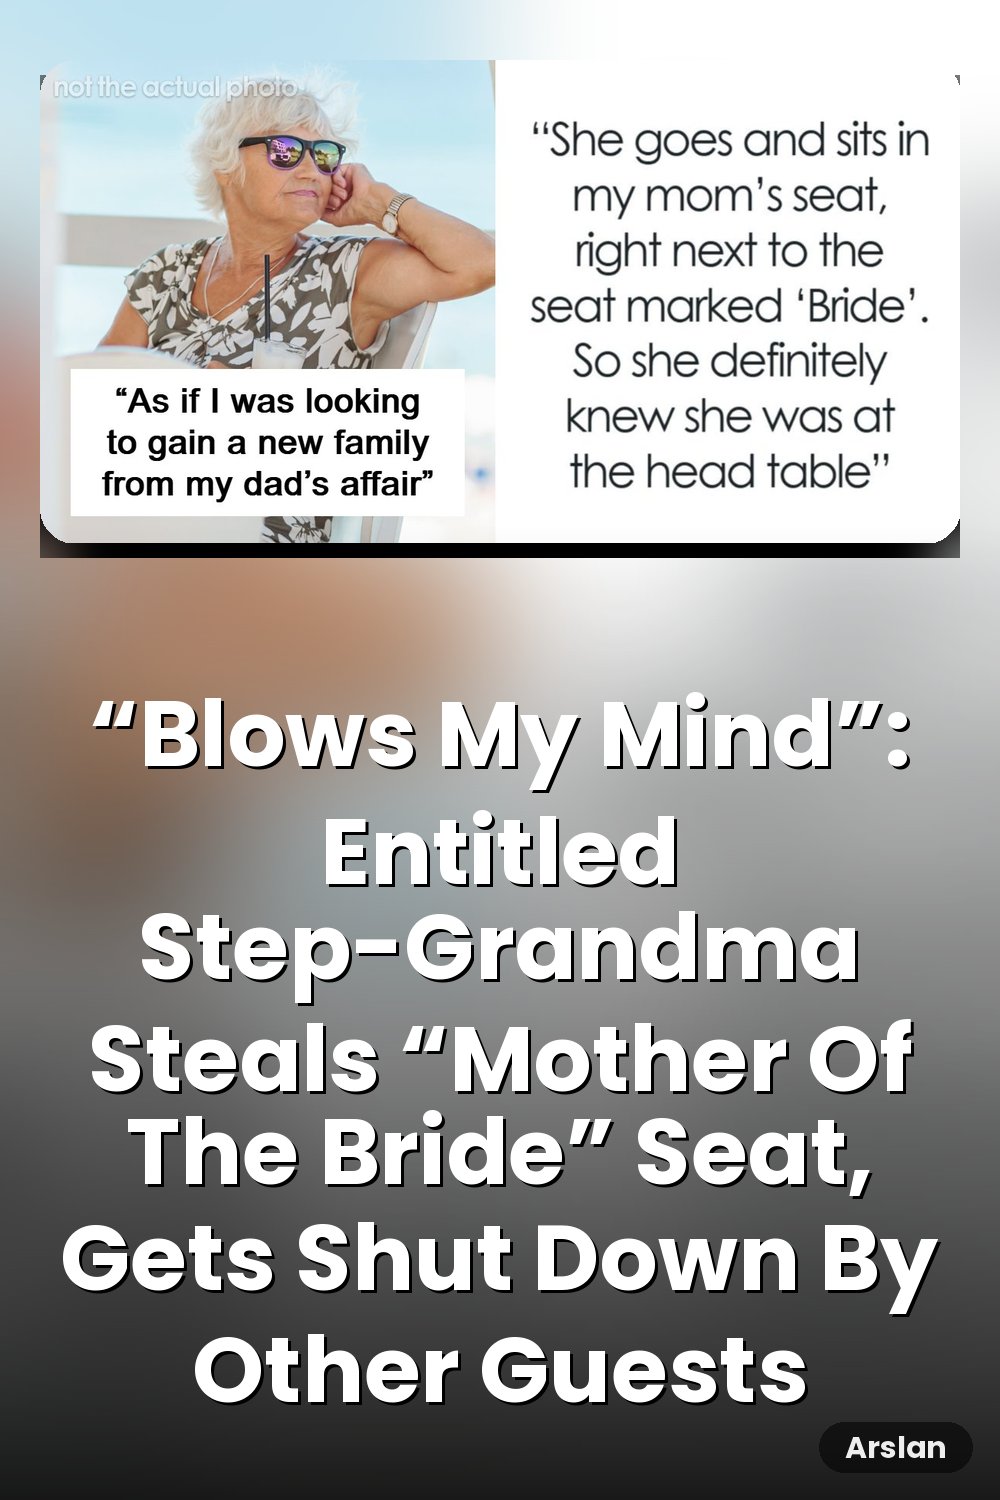 not the actual photo
“As if I was looking
to gain a new family
from my dad’s affair”
“She goes and sits in
my mom’s seat,
right next to the
seat marked ‘Bride’.
So she definitely
knew she was at
the head table”
“Blows My Mind”:
Entitled
Step-Grandma
Steals “Mother Of
The Bride” Seat,
Gets Shut Down By
Other Guests
Arslan